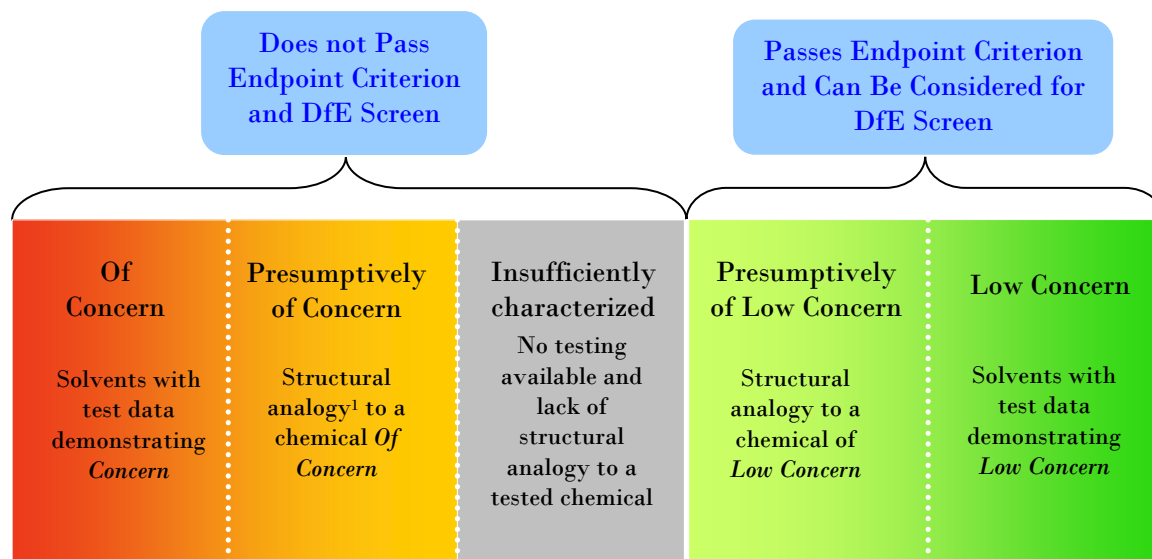 Does not Pass
Endpoint Criterion
and DfE Screen
Passes Endpoint Criterion
and Can Be Considered for
DfE Screen
Of
Concern
Solvents with
test data
demonstrating
Concern
Presumptively
of Concern
Structural
analogy¹ to a
chemical Of
Concern
Insufficiently
characterized
No testing
available and
lack of
structural
analogy to a
tested chemical
Presumptively
of Low Concern
Structural
analogy to a
chemical of
Low Concern
Low Concern
Solvents with
test data
demonstrating
Low Concern